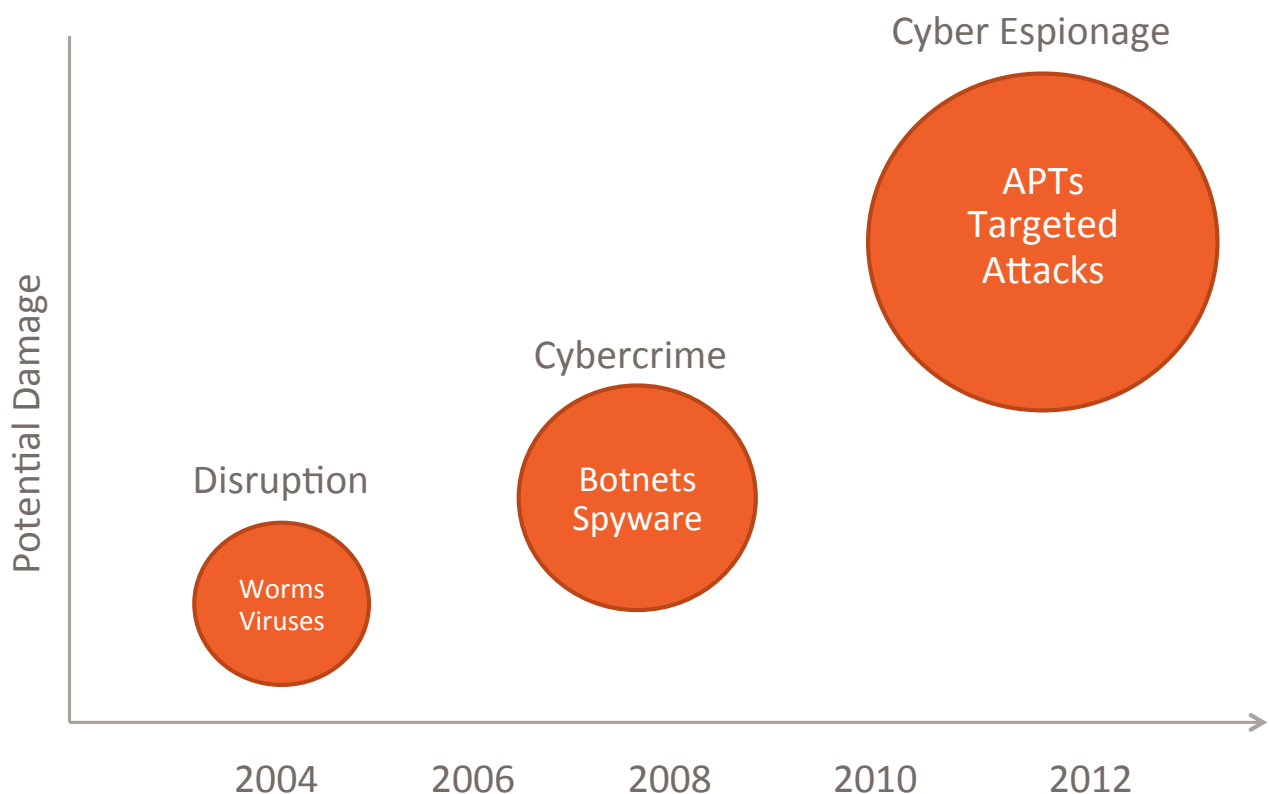 Cyber Espionage
APTs
Targeted
Attacks
Cybercrime
Botnets
Spyware
Disruption
Worms
Viruses
Potential Damage
2004 2006 2008 2010 2012